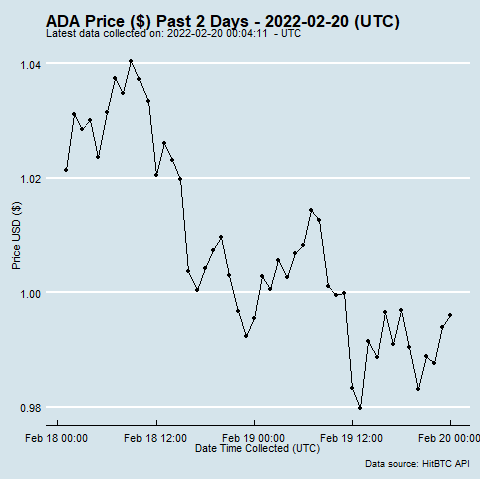 ADA Price ($) Past 2 Days - 2022-02-20 (UTC)
Latest data collected on: 2022-02-20 00:04:11 - UTC
1.04
1.02
1.00
0.98
Price USD ($)
Feb 18 00:00 Feb 18 12:00 Feb 19 00:00 Feb 19 12:00 Feb 20 00:00
Date Time Collected (UTC)
Data source: HitBTC API